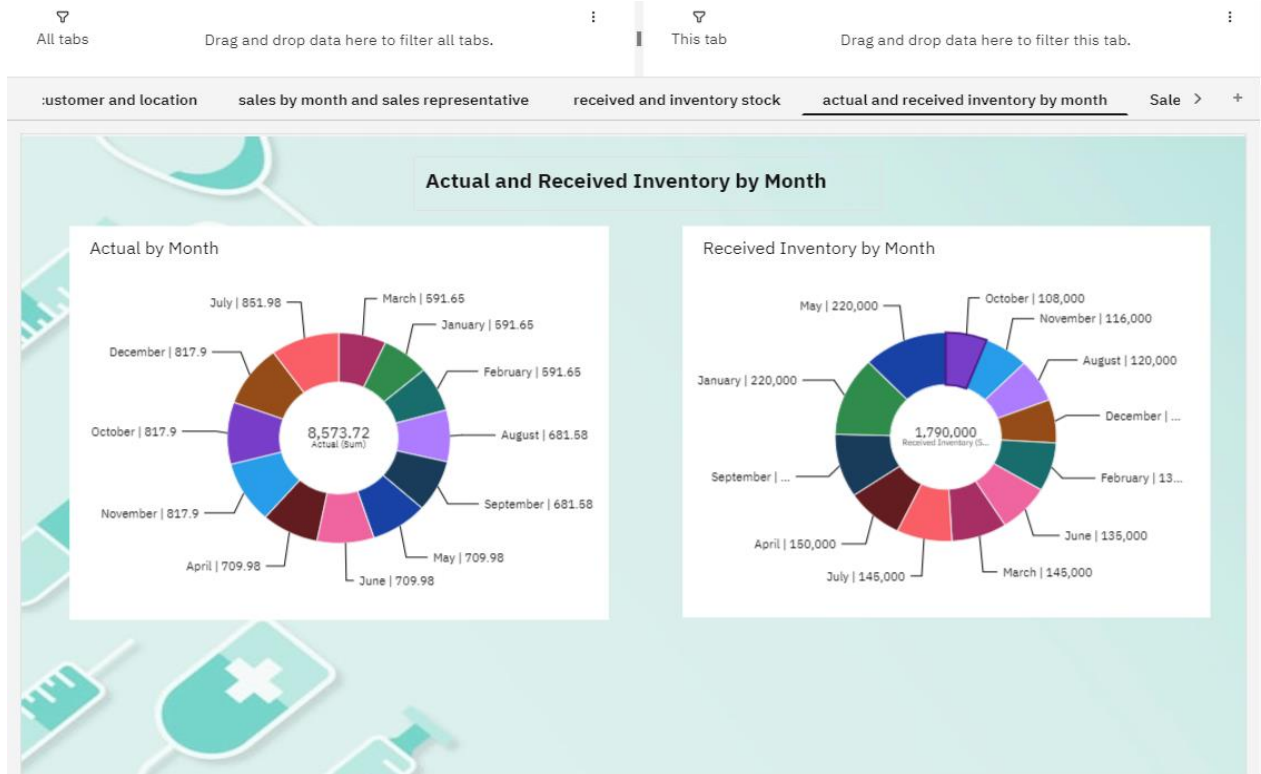 All tabs
Drag and drop data here to filter all tabs.
This tab
Drag and drop data here to filter this tab.
:ustomer and location
sales by month and sales representative
received and inventory stock
actual and received inventory by month
Sale
Actual and Received Inventory by Month
Actual by Month
July | 851.98
March | 591.65
January | 591.65
December | 817.9
February | 591.65
October | 817.9
8,573.72
Actual (Sum)
August | 681.58
November | 817.9
September | 681.58
April | 709.98
May | 709.98
June | 709.98
Received Inventory by Month
May | 220,000
October | 108,000
November | 116,000
August | 120,000
January | 220,000
December | ...
1,790,000
Received Inventory (S...
September | ...
February | 13...
April | 150,000
June | 135,000
July | 145,000
March | 145,000